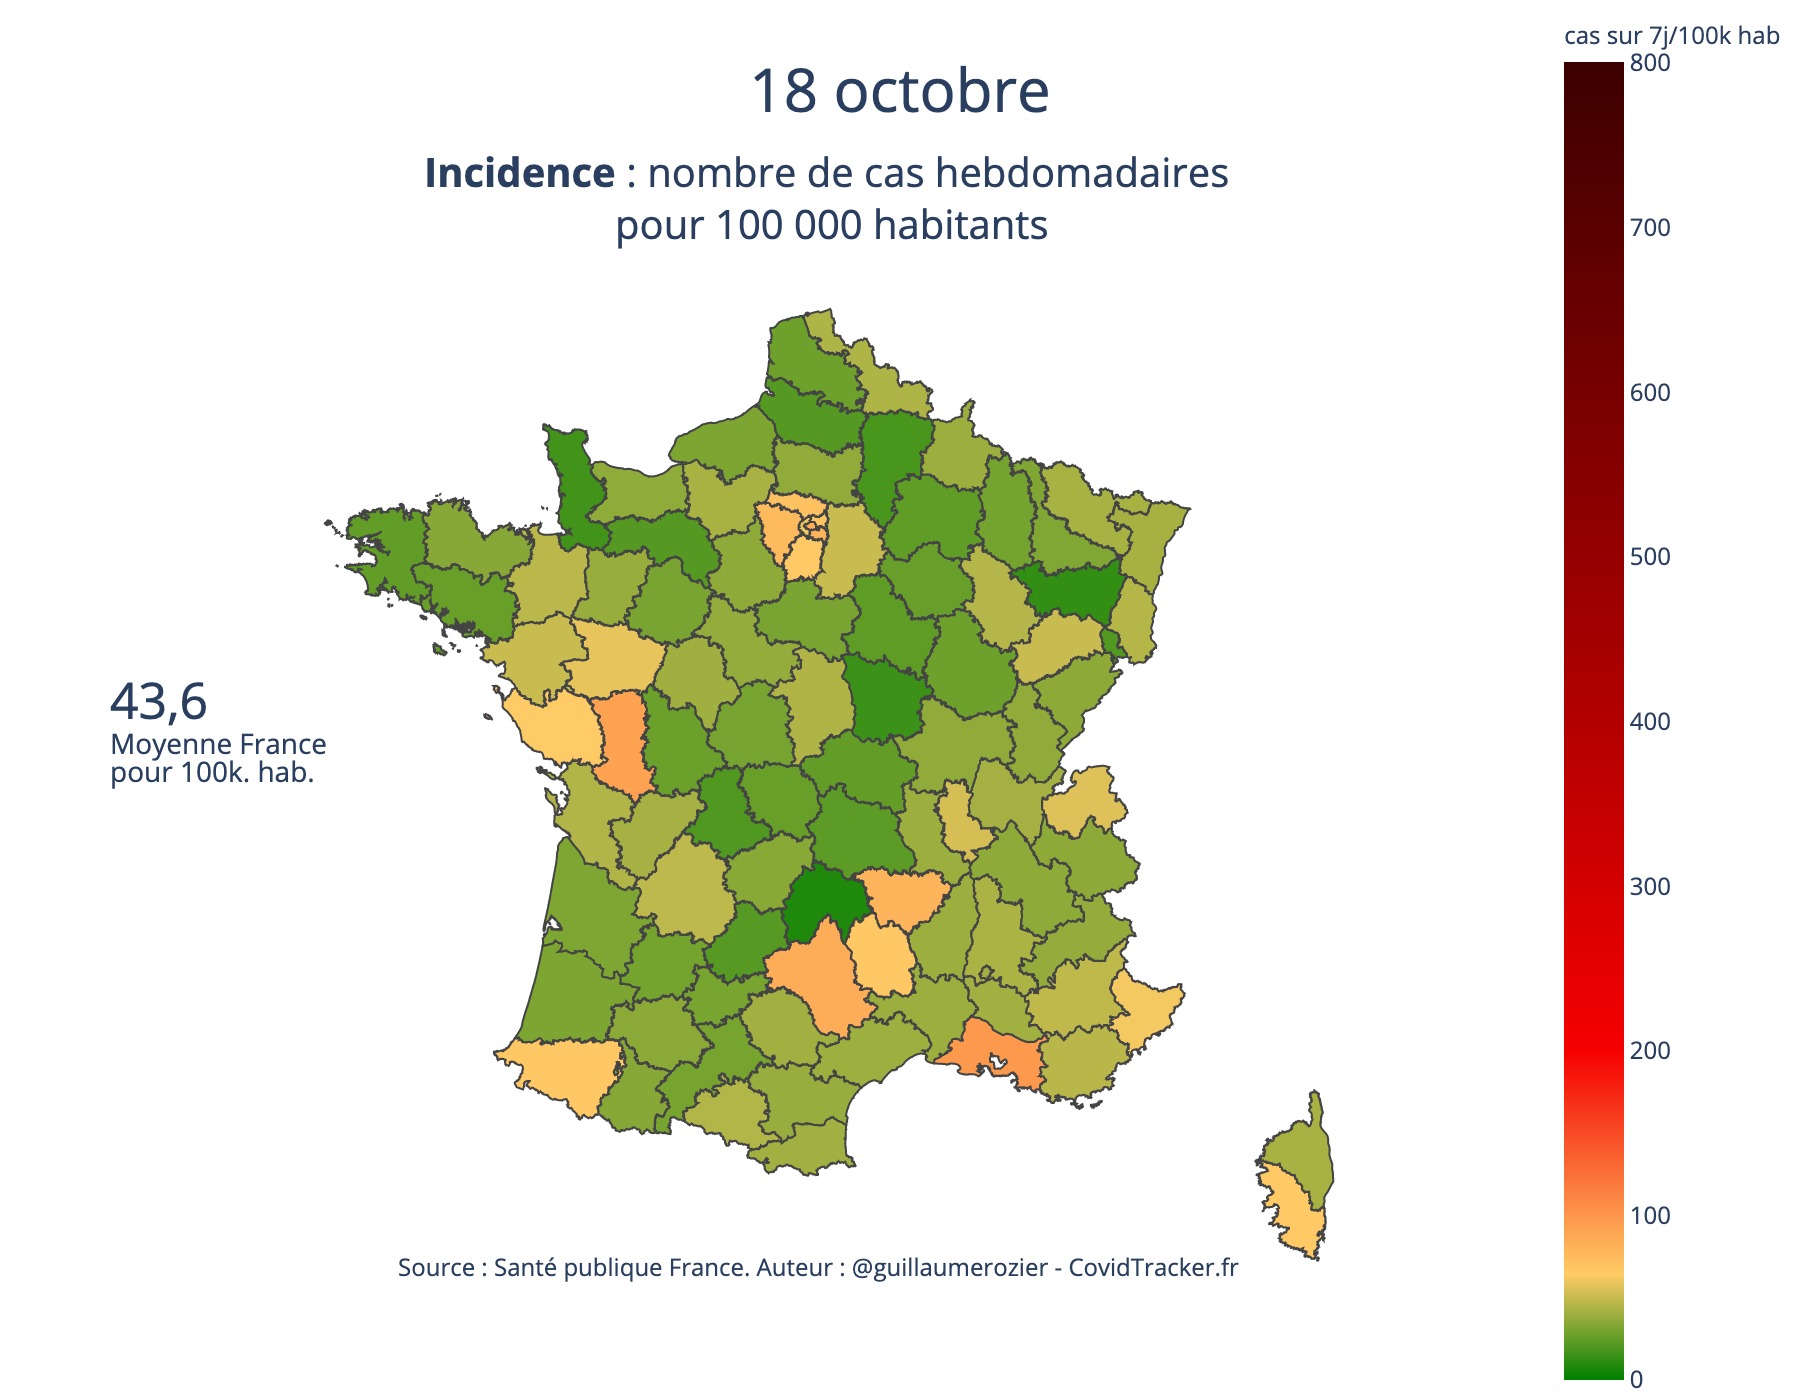 cas sur 7j/100k hab
18 octobre
Incidence : nombre de cas hebdomadaires
pour 100 000 habitants
800
700
600
500
400
300
200
100
0
43,6
Moyenne France
pour 100k. hab.
Source : Santé publique France. Auteur : @guillaumerozier - CovidTracker.fr